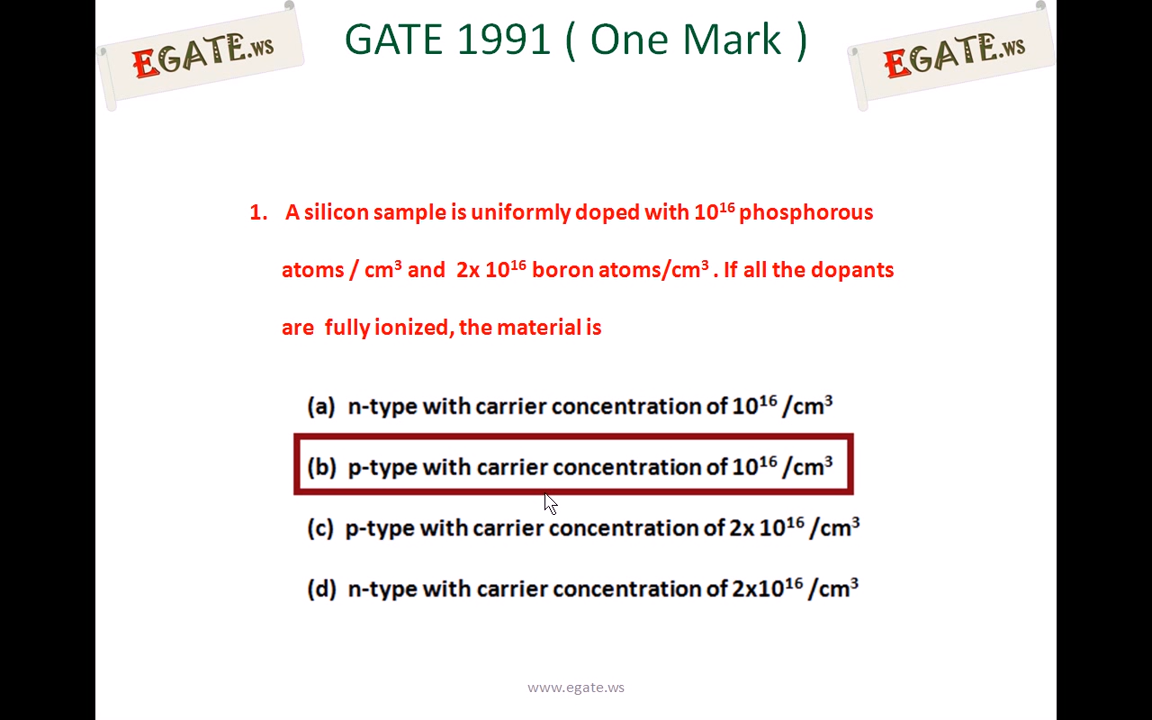 EGATE.ws
GATE 1991 ( One Mark )
EGATE.ws
1. A silicon sample is uniformly doped with 10¹⁶ phosphorous
atoms / cm³ and 2x 10¹⁶ boron atoms/cm³ . If all the dopants
are fully ionized, the material is
(a) n-type with carrier concentration of 10¹⁶ /cm³
(b) p-type with carrier concentration of 10¹⁶ /cm³
(c) p-type with carrier concentration of 2x 10¹⁶ /cm³
(d) n-type with carrier concentration of 2x10¹⁶ /cm³
www.egate.ws